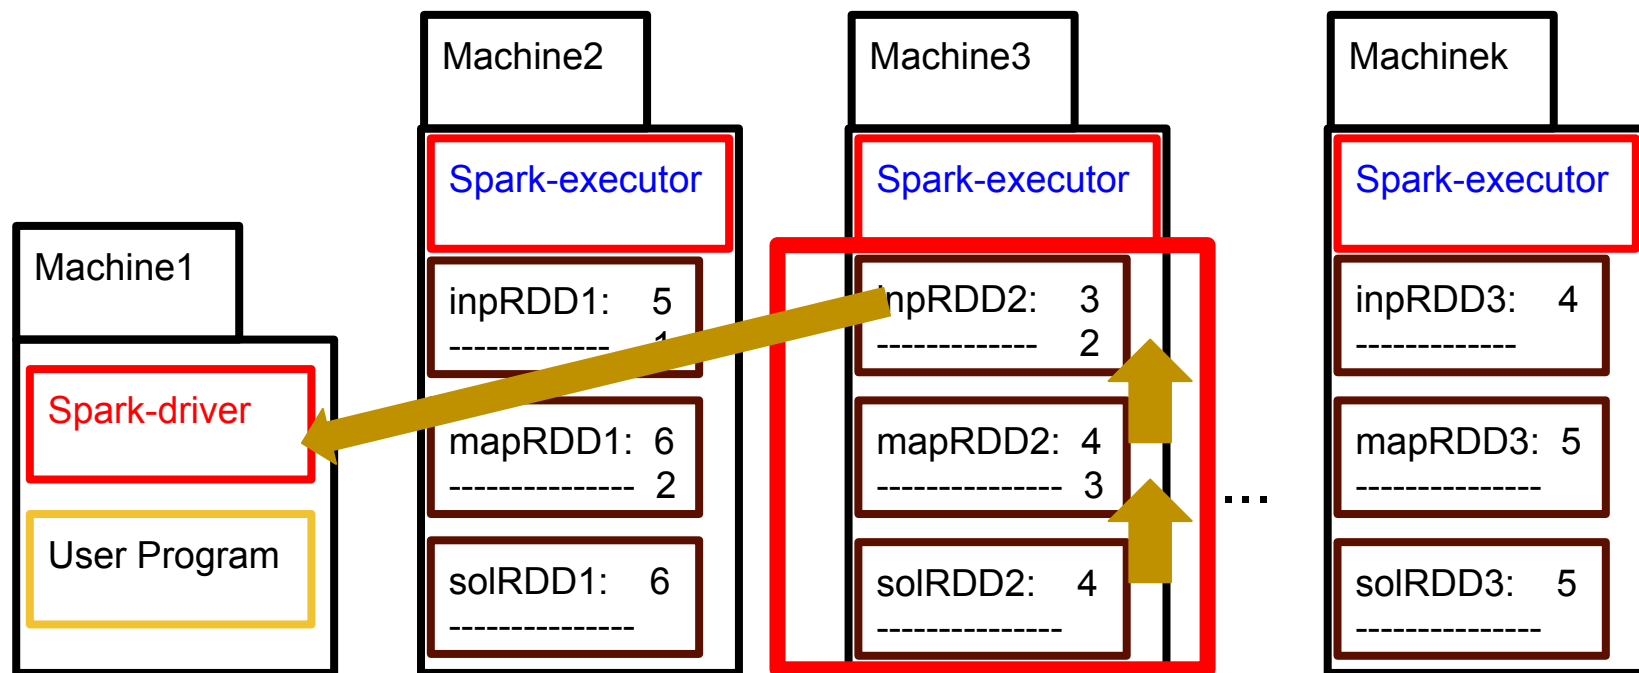 Machine1
Spark-driver
User Program
Machine2
Spark-executor
inpRDD1: 5
------------- 1
mapRDD1: 6
--------------- 2
solRDD1: 6
---------------
Machine3
Spark-executor
inpRDD2: 3
------------- 2
mapRDD2: 4
--------------- 3
solRDD2: 4
---------------
...
Machinek
Spark-executor
inpRDD3: 4
-------------
mapRDD3: 5
---------------
solRDD3: 5
---------------